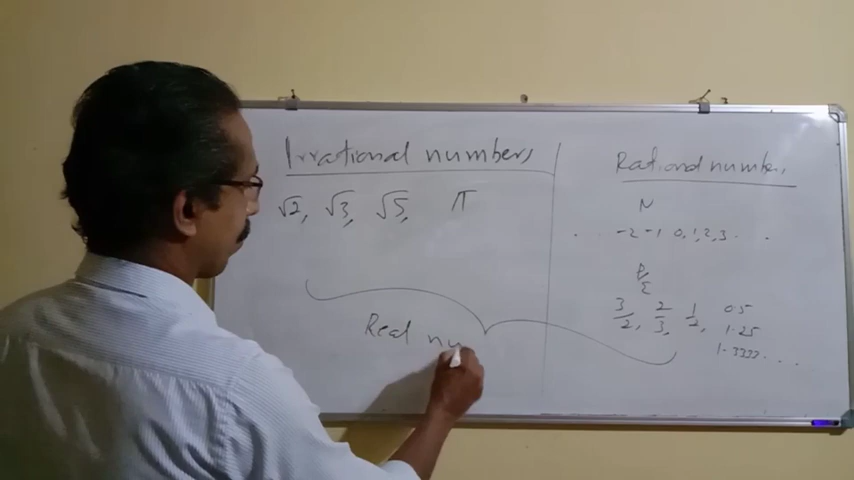 Irrational numbers
√2, √3, √5, π
Real nu
Rational number,
N
. -2 -1 0, 1, 2, 3 . .
3/2, 2/3, 1/2, 0.5
1.25
1.3333....